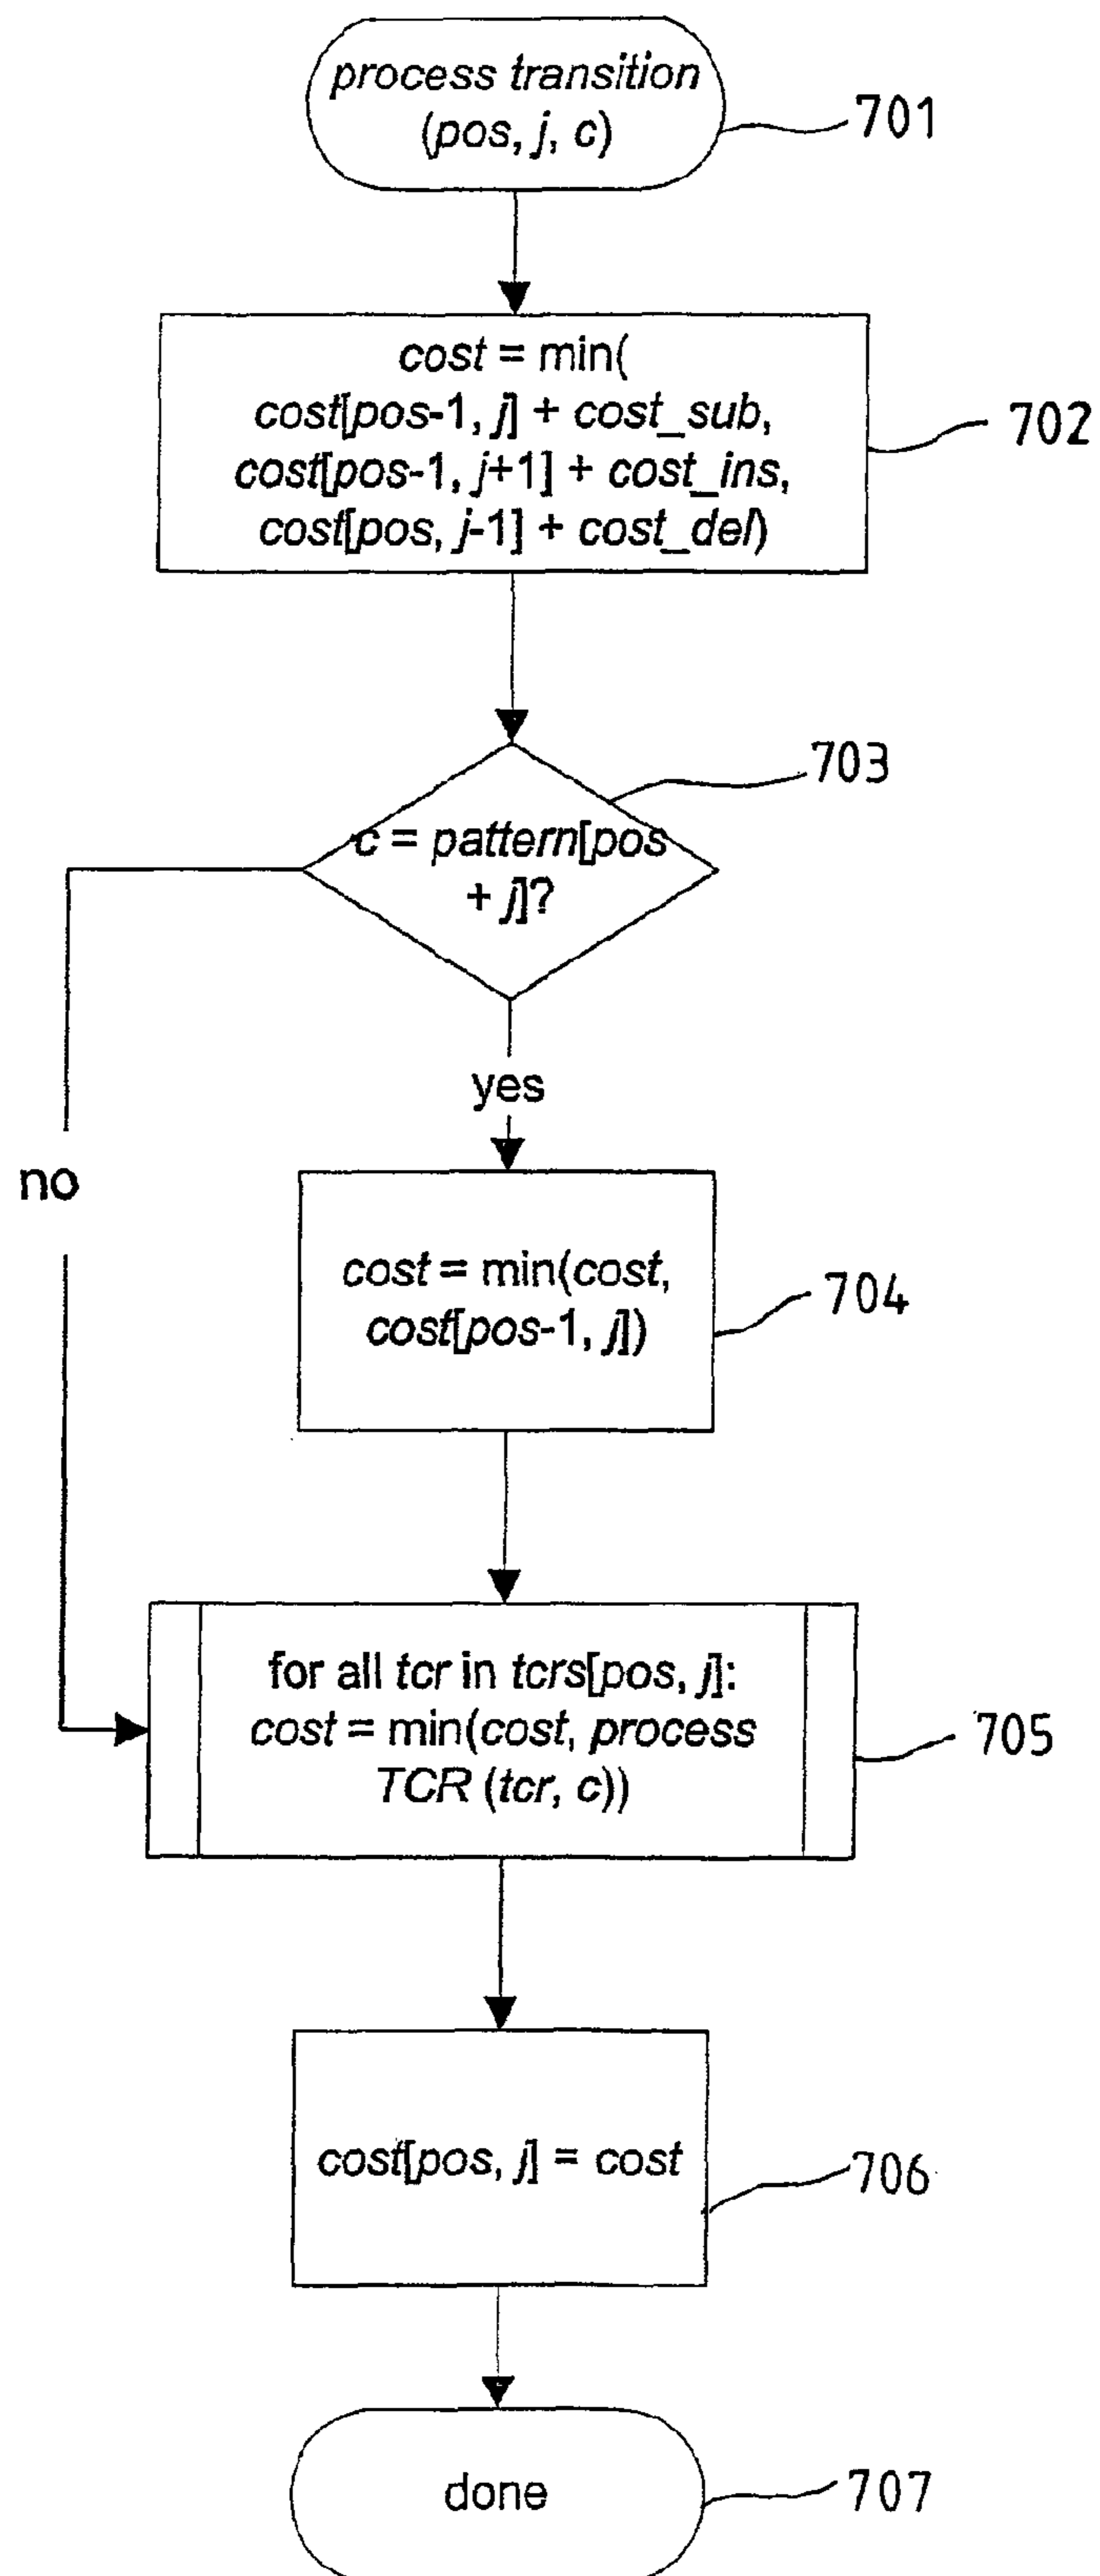 process transition
(pos, j, c)
701
cost = min(
cost[pos-1, j] + cost_sub,
cost[pos-1, j+1] + cost_ins,
cost[pos, j-1] + cost_del)
702
703
c = pattern[pos
+ j]?
yes
no
cost = min(cost,
cost[pos-1, j])
704
for all tcr in tcrs[pos, j]:
cost = min(cost, process
TCR (tcr, c))
705
cost[pos, j] = cost
706
done
707